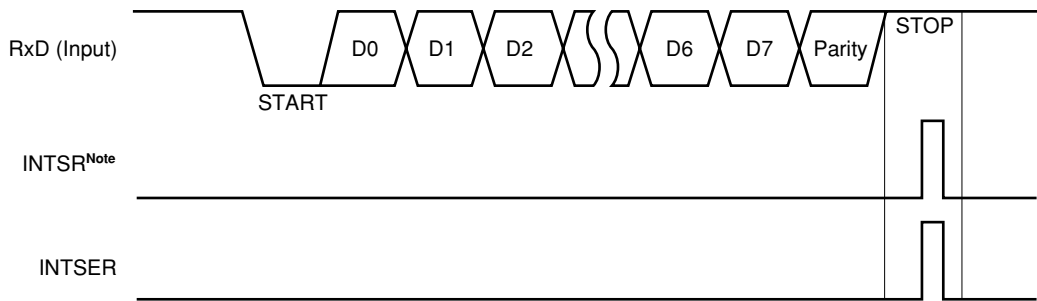 RxD (Input)
D0 D1 D2 D6 D7 Parity
STOP
START
INTSRNote
INTSER